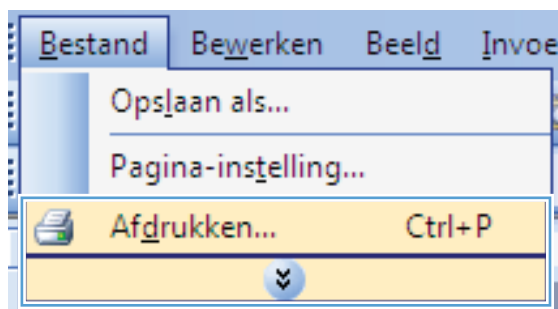 Bestand Bewerken Beeld Invoe
Opslaan als...
Pagina-instelling...
Afdrukken... Ctrl+P